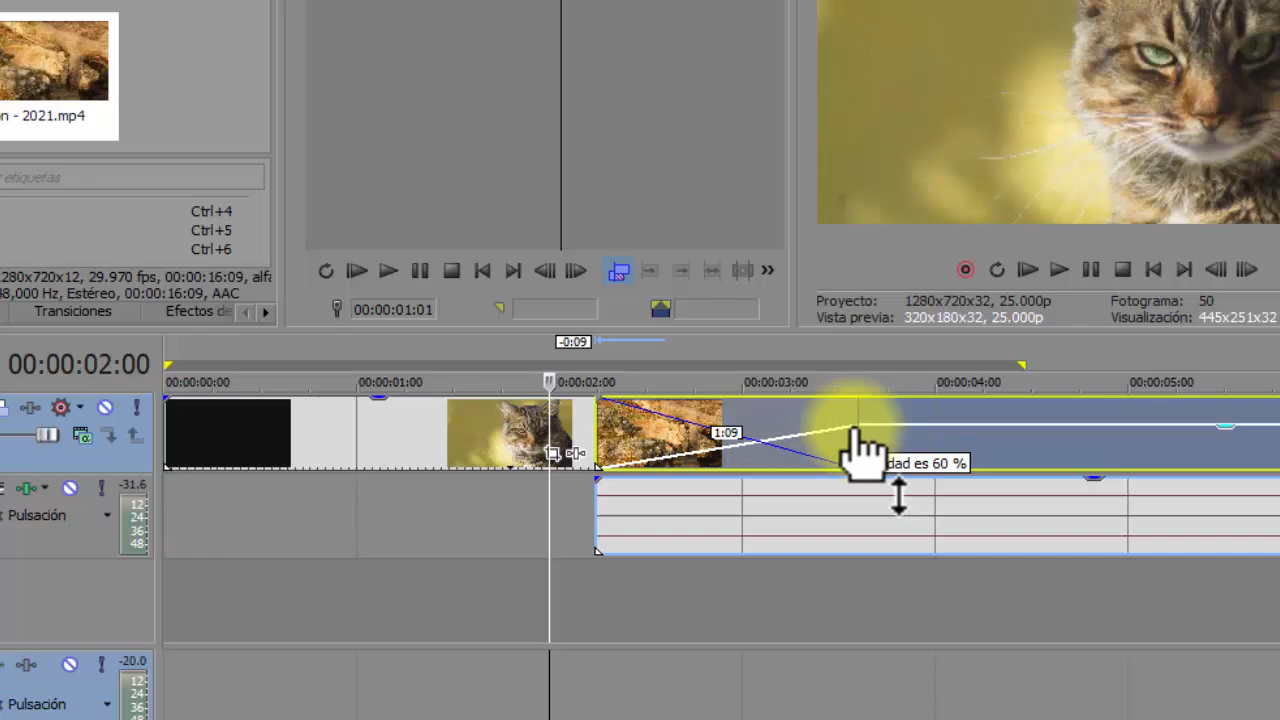 n - 2021.mp4
r etiquetas
Ctrl+4
Ctrl+5
Ctrl+6
1280x720x12, 29.970 fps, 00:00:16:09, alfa
48,000 Hz, Estéreo, 00:00:16:09, AAC
Transiciones
Efectos de
00:00:01:01
Proyecto: 1280x720x32, 25.000p
Vista previa: 320x180x32, 25.000p
Fotograma: 50
Visualización: 445x251x32
-0:09
00:00:02:00
00:00:00:00
00:00:01:00
00:00:02:00
00:00:03:00
00:00:04:00
00:00:05:00
1:09
dad es 60 %
-31.6
12
24
36
48
Pulsación
-20.0
12
24
36
48
Pulsación